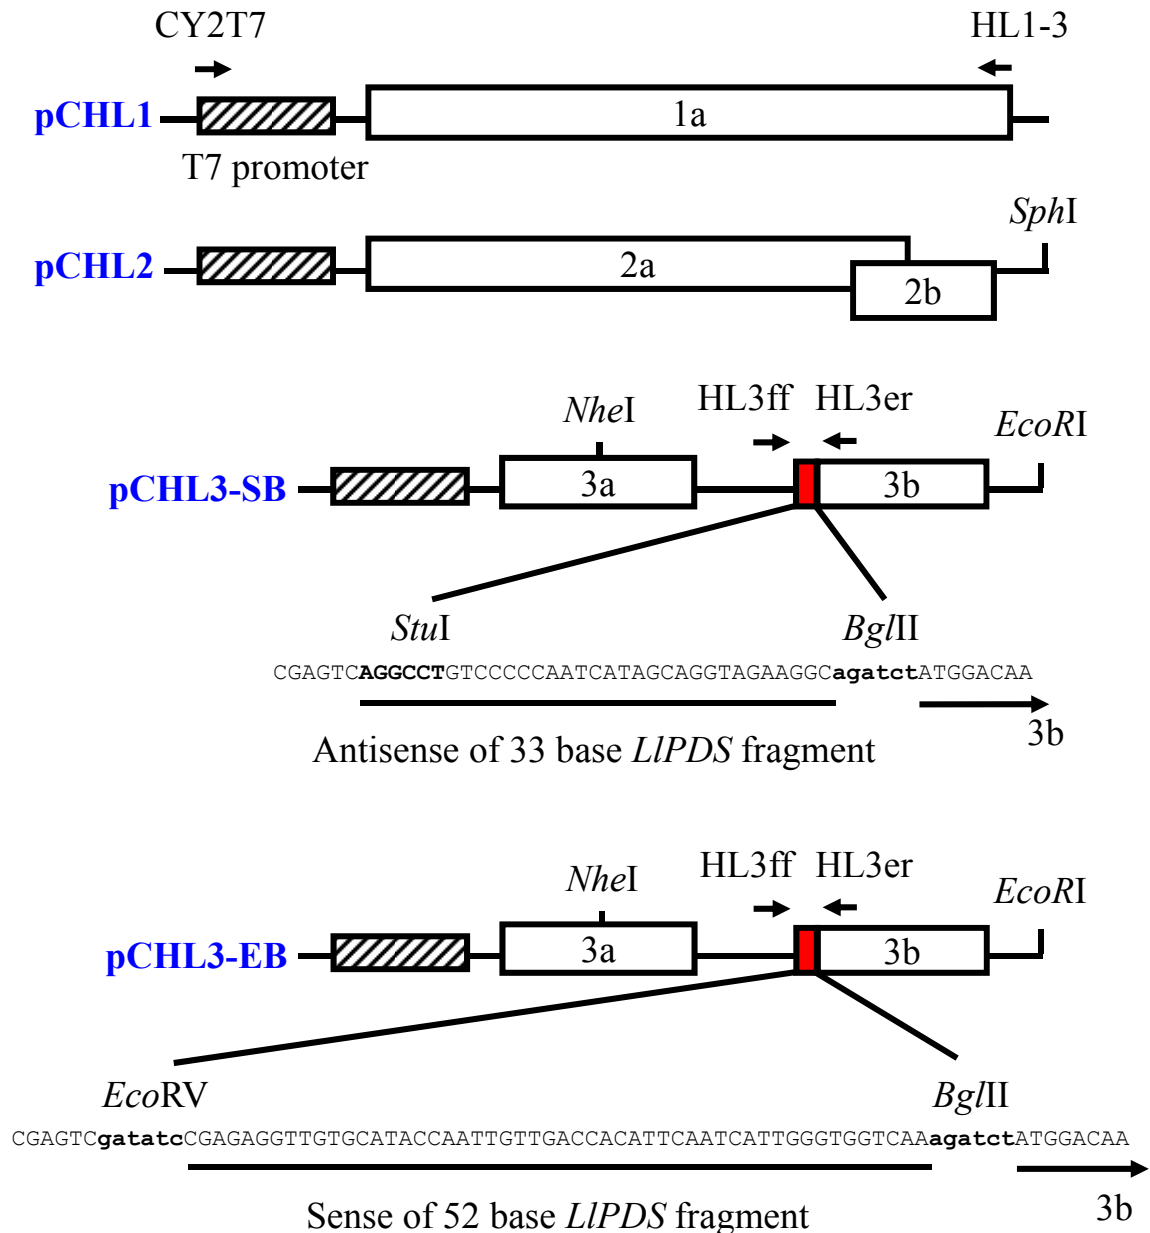 CY2T7 HL1-3
pCHL1 1a
T7 promoter
SphI
pCHL2 2a
2b
HL3ff HL3er
NheI EcoRI
pCHL3-SB 3a 3b
StuI BglII
CGAGTCAGGCCTGTCCCCCAATCATAGCAGGTAGAAGGCagatctATGGACAA
3b
Antisense of 33 base LlPDS fragment
HL3ff HL3er
NheI EcoRI
pCHL3-EB 3a 3b
EcoRV BglII
CGAGTCgatatcCGAGAGGTTGTGCATACCAATTGTTGACCACATTCAATCATTGGGTGGTCAAagatctATGGACAA
Sense of 52 base LlPDS fragment 3b